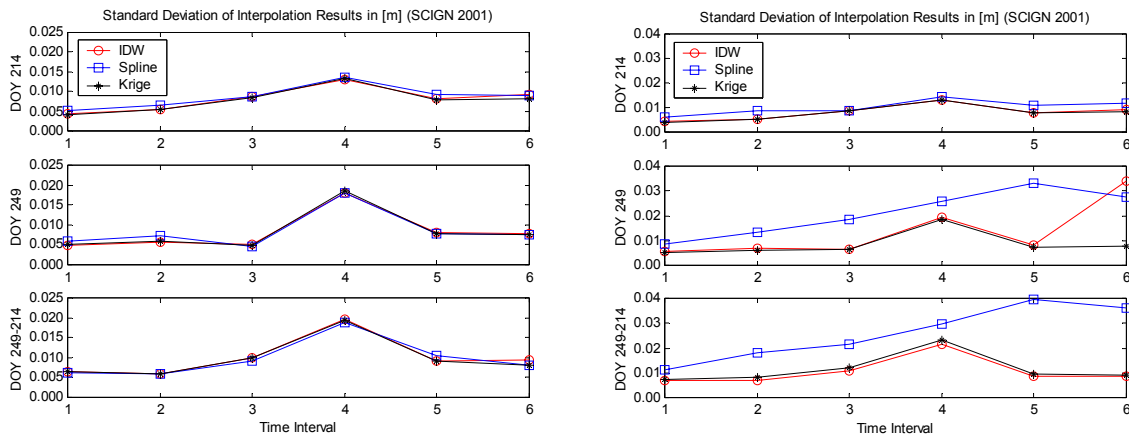 Standard Deviation of Interpolation Results in [m] (SCIGN 2001)
DOY 214
0.025
0.020
0.015
0.010
0.005
0.000
IDW
Spline
Krige
1 2 3 4 5 6
DOY 249
0.025
0.020
0.015
0.010
0.005
0.000
1 2 3 4 5 6
DOY 249-214
0.025
0.020
0.015
0.010
0.005
0.000
1 2 3 4 5 6
Time Interval
Standard Deviation of Interpolation Results in [m] (SCIGN 2001)
DOY 214
0.04
0.03
0.02
0.01
0.00
IDW
Spline
Krige
1 2 3 4 5 6
DOY 249
0.04
0.03
0.02
0.01
0.00
1 2 3 4 5 6
DOY 249-214
0.04
0.03
0.02
0.01
0.00
1 2 3 4 5 6
Time Interval